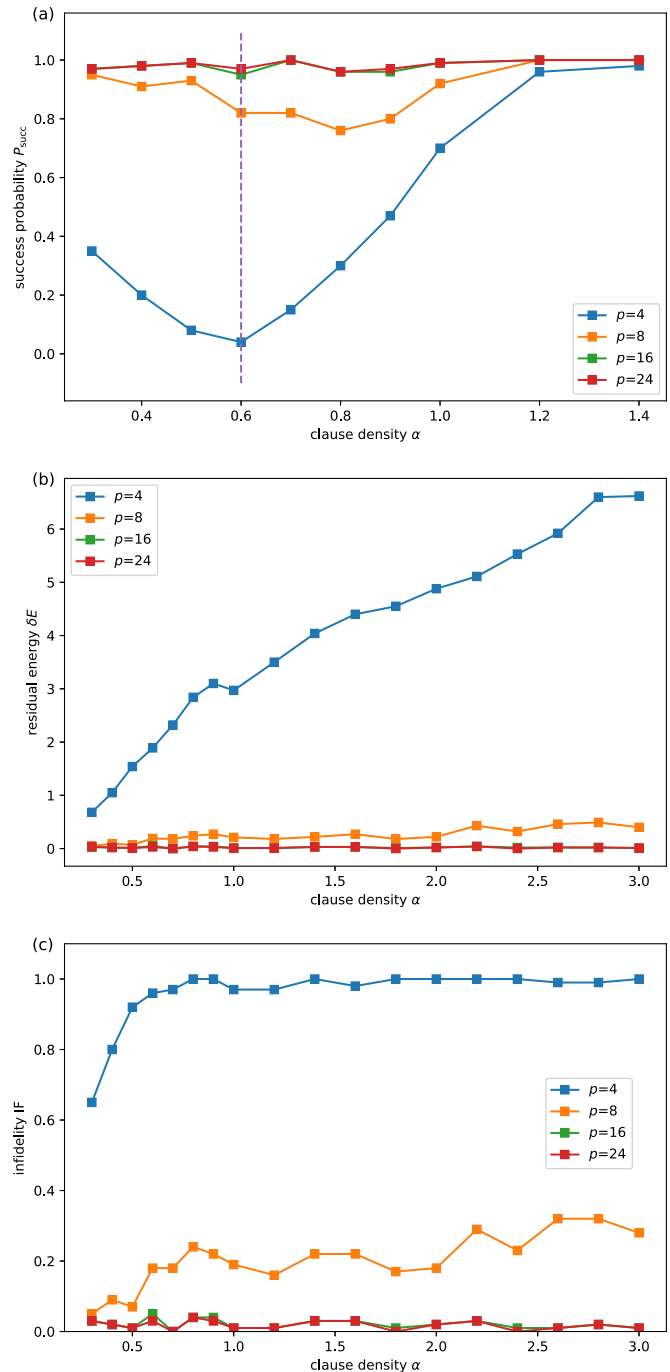 (a)
success probability P_succ
1.0
0.8
0.6
0.4
0.2
0.0
p=4
p=8
p=16
p=24
0.4 0.6 0.8 1.0 1.2 1.4
clause density α
(b)
residual energy δE
p=4
p=8
p=16
p=24
6
5
4
3
2
1
0
0.5 1.0 1.5 2.0 2.5 3.0
clause density α
(c)
infidelity IF
1.0
0.8
0.6
0.4
0.2
0.0
p=4
p=8
p=16
p=24
0.5 1.0 1.5 2.0 2.5 3.0
clause density α